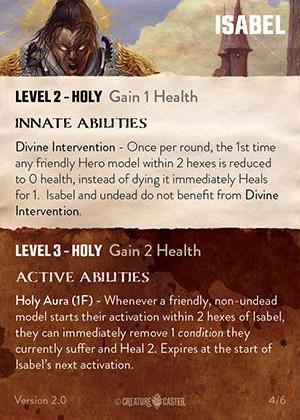 ISABEL
LEVEL 2 - HOLY Gain 1 Health
INNATE ABILITIES
Divine Intervention - Once per round, the 1st time
any friendly Hero model within 2 hexes is reduced
to 0 health, instead of dying it immediately Heals
for 1. Isabel and undead do not benefit from Divine
Intervention.
LEVEL 3 - HOLY Gain 2 Health
ACTIVE ABILITIES
Holy Aura (1F) - Whenever a friendly, non-undead
model starts their activation within 2 hexes of Isabel,
they can immediately remove 1 condition they
currently suffer and Heal 2. Expires at the start of
Isabel's next activation.
Version 2.0 © CREATURE CASTER 4/6